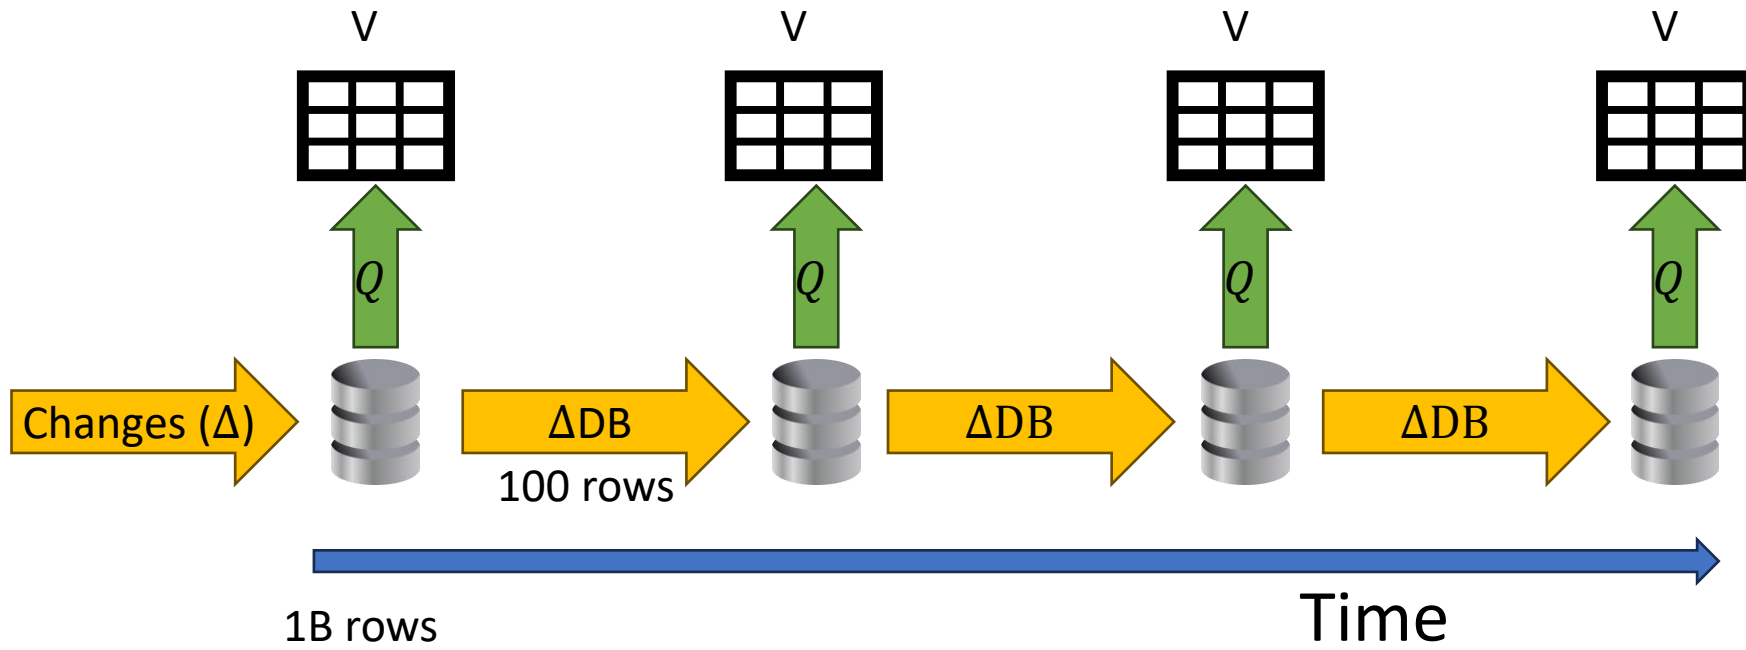 V
V
V
V
Q
Q
Q
Q
Changes (Δ)
ΔDB
ΔDB
ΔDB
100 rows
1B rows
Time